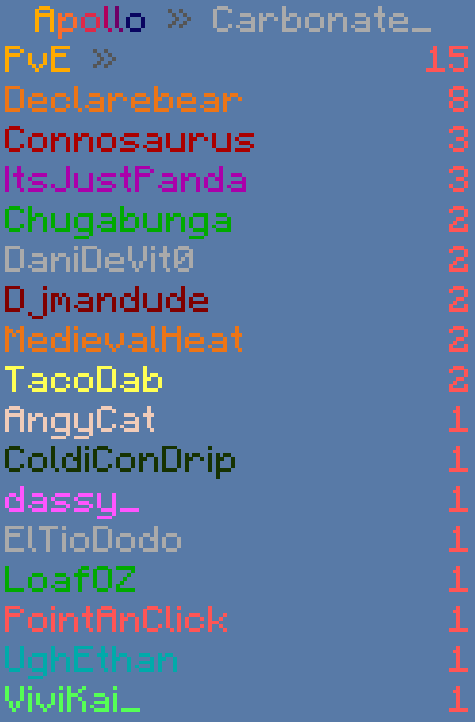 Apollo » Carbonate_
PvE » 15
Declarebear 8
Connosaurus 3
ItsJustPanda 3
Chugabunga 2
DaniDeVit0 2
Djmandude 2
MedievalHeat 2
TacoDab 2
AngyCat 1
ColdiConDrip 1
dassy_ 1
ElTioDodo 1
LoafOZ 1
PointAnClick 1
UghEthan 1
ViviKai_ 1